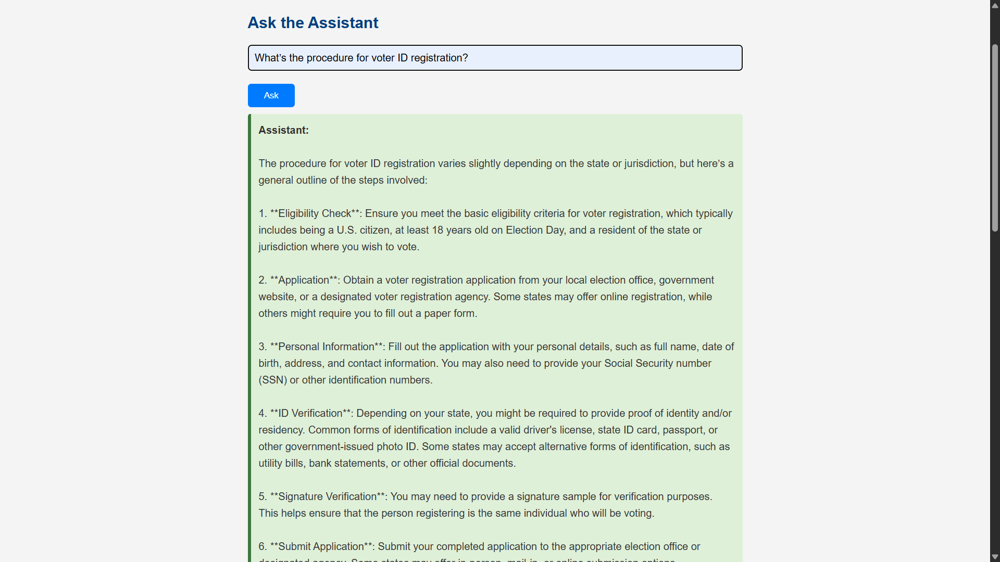 Ask the Assistant
What’s the procedure for voter ID registration?
Ask
Assistant:
The procedure for voter ID registration varies slightly depending on the state or jurisdiction, but here’s a
general outline of the steps involved:
1. **Eligibility Check**: Ensure you meet the basic eligibility criteria for voter registration, which typically
includes being a U.S. citizen, at least 18 years old on Election Day, and a resident of the state or
jurisdiction where you wish to vote.
2. **Application**: Obtain a voter registration application from your local election office, government
website, or a designated voter registration agency. Some states may offer online registration, while
others might require you to fill out a paper form.
3. **Personal Information**: Fill out the application with your personal details, such as full name, date of
birth, address, and contact information. You may also need to provide your Social Security number
(SSN) or other identification numbers.
4. **ID Verification**: Depending on your state, you might be required to provide proof of identity and/or
residency. Common forms of identification include a valid driver's license, state ID card, passport, or
other government-issued photo ID. Some states may accept alternative forms of identification, such as
utility bills, bank statements, or other official documents.
5. **Signature Verification**: You may need to provide a signature sample for verification purposes.
This helps ensure that the person registering is the same individual who will be voting.
6. **Submit Application**: Submit your completed application to the appropriate election office or
designated agency. Some states may offer in-person, mail-in, or online submission options.